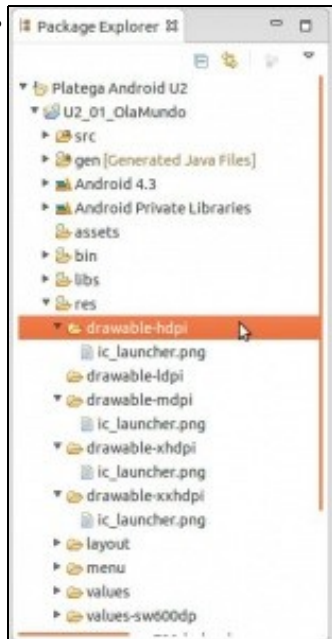 Package Explorer
Platega Android U2
U2_01_OlaMundo
src
gen [Generated Java Files]
Android 4.3
Android Private Libraries
assets
bin
libs
res
drawable-hdpi
ic_launcher.png
drawable-ldpi
drawable-mdpi
ic_launcher.png
drawable-xhdpi
ic_launcher.png
drawable-xxhdpi
ic_launcher.png
layout
menu
values
values-sw600dp